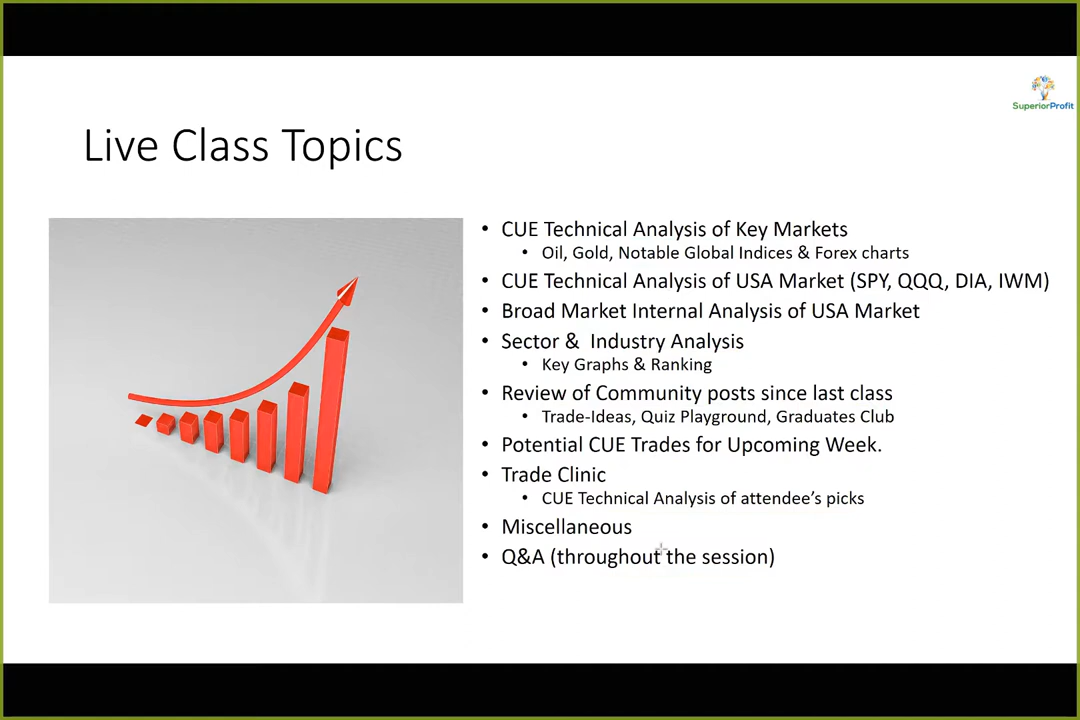 SuperiorProfit
Live Class Topics
• CUE Technical Analysis of Key Markets
• Oil, Gold, Notable Global Indices & Forex charts
• CUE Technical Analysis of USA Market (SPY, QQQ, DIA, IWM)
• Broad Market Internal Analysis of USA Market
• Sector & Industry Analysis
• Key Graphs & Ranking
• Review of Community posts since last class
• Trade-Ideas, Quiz Playground, Graduates Club
• Potential CUE Trades for Upcoming Week.
• Trade Clinic
• CUE Technical Analysis of attendee’s picks
• Miscellaneous
• Q&A (throughout the session)